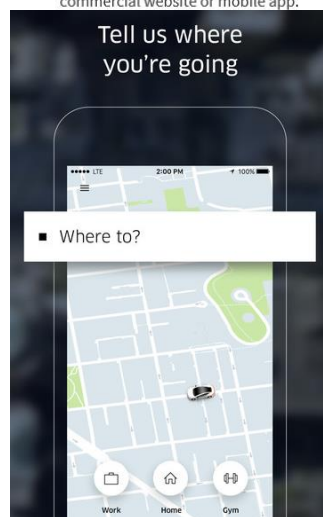 commercial website or mobile app.
Tell us where
you're going
LTE 2:00 PM 100%
Where to?
Work Home Gym